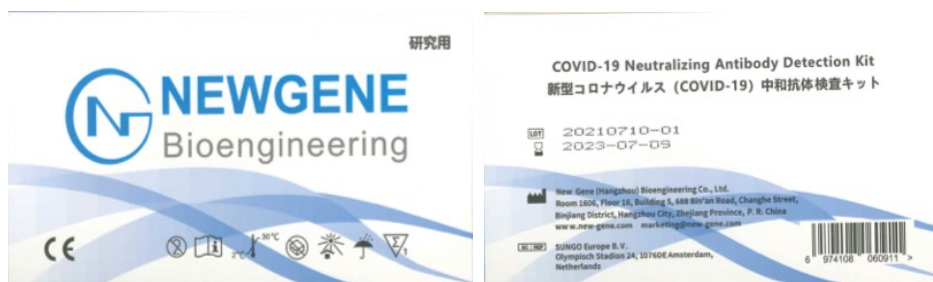 研究用
NEWGENE
Bioengineering
2°C
30°C
1
COVID-19 Neutralizing Antibody Detection Kit
新型コロナウイルス（COVID-19）中和抗体検査キット
LOT 20210710-01
2023-07-09
New Gene (Hangzhou) Bioengineering Co., Ltd.
Room 1606, Floor 16, Building 5, 688 Bin'an Road, Changhe Street,
Binjiang District, Hangzhou City, Zhejiang Province, P. R. China
www.new-gene.com marketing@new-gene.com
EC REP SUNGO Europe B. V.
Olympisch Stadion 24, 1076DE Amsterdam,
Netherlands
6 974108 060911 >